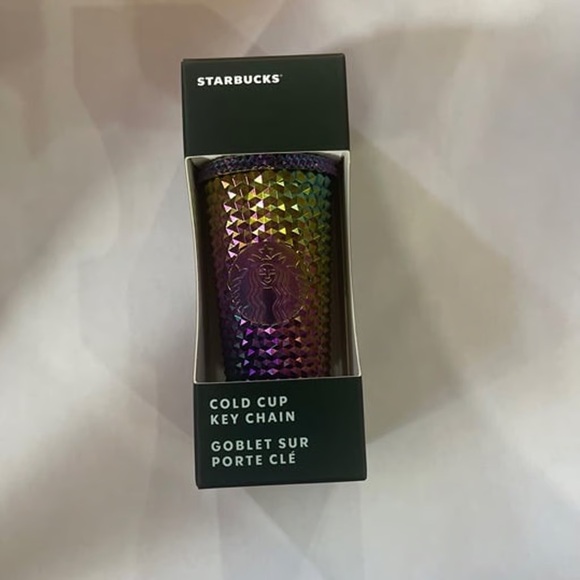 STARBUCKS®
COLD CUP
KEY CHAIN
GOBLET SUR
PORTE CLÉ